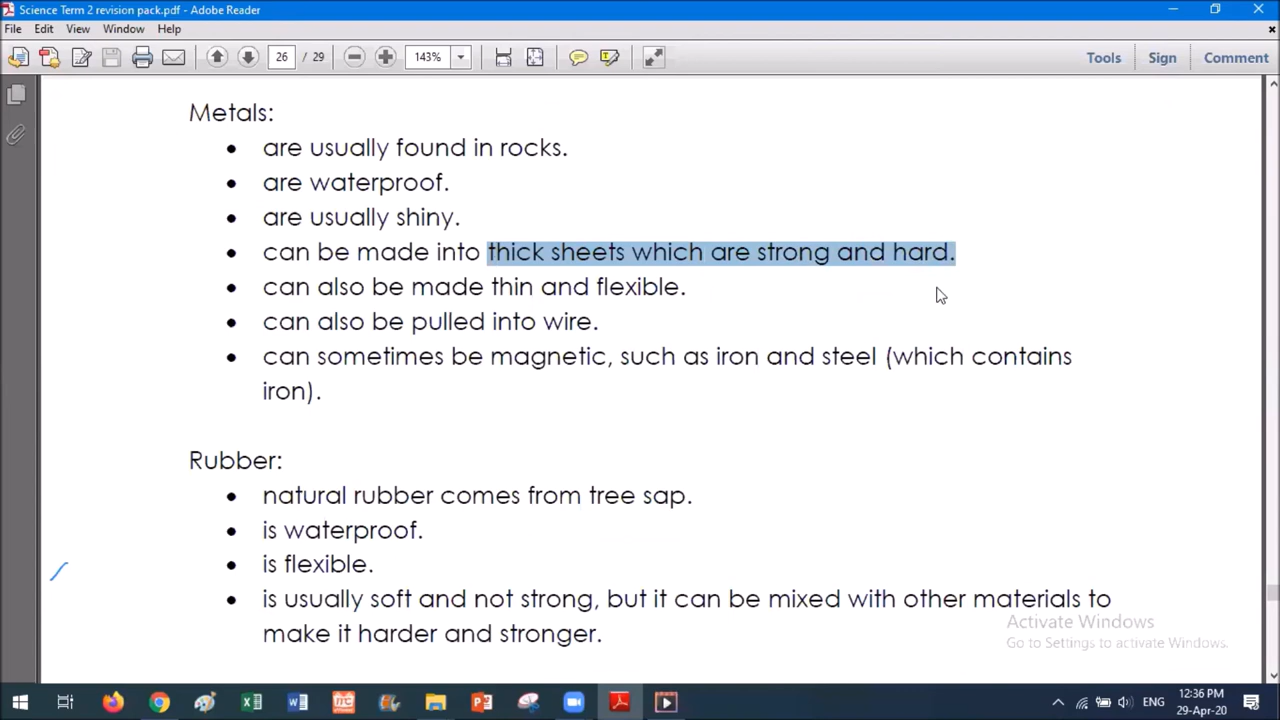 Science Term 2 revision pack.pdf - Adobe Reader
File Edit View Window Help
26 / 29 143% Tools Sign Comment
Metals:
• are usually found in rocks.
• are waterproof.
• are usually shiny.
• can be made into thick sheets which are strong and hard.
• can also be made thin and flexible.
• can also be pulled into wire.
• can sometimes be magnetic, such as iron and steel (which contains
iron).
Rubber:
• natural rubber comes from tree sap.
• is waterproof.
• is flexible.
• is usually soft and not strong, but it can be mixed with other materials to
make it harder and stronger.
Activate Windows
Go to Settings to activate Windows.
ENG 12:36 PM
29-Apr-20